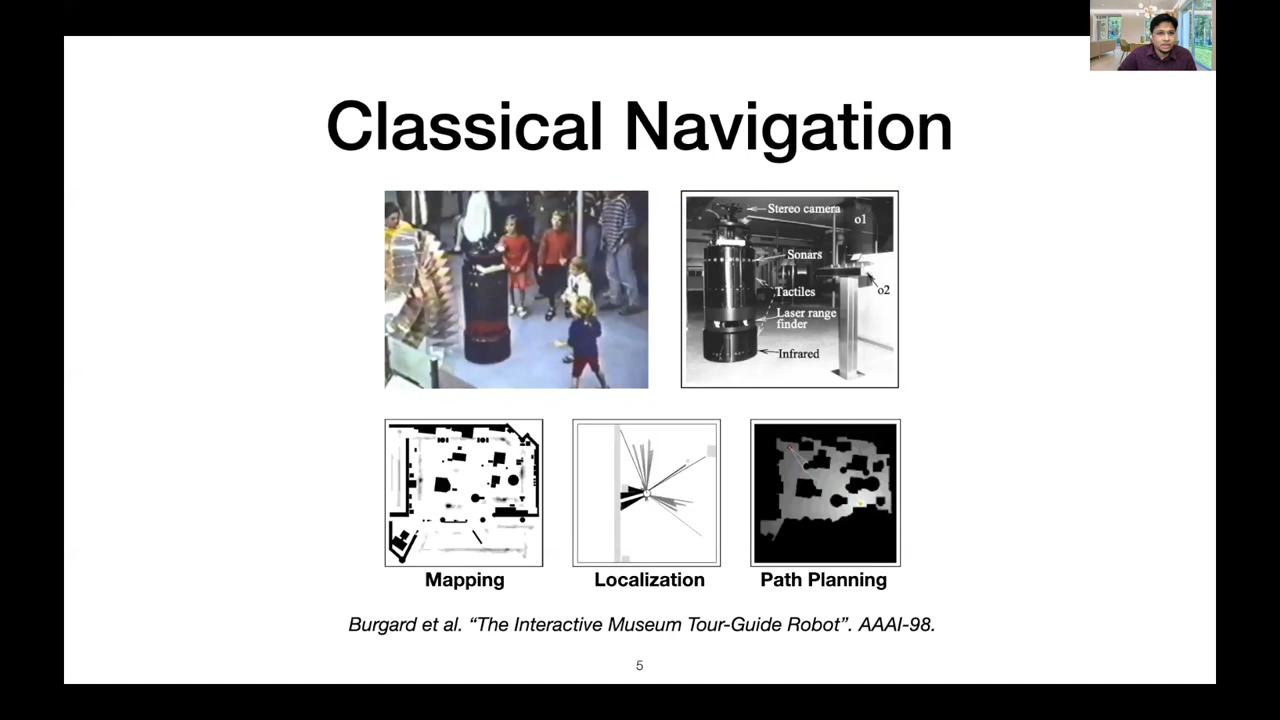 Classical Navigation
Stereo camera
o1
Sonars
o2
Tactiles
Laser range
finder
Infrared
Mapping
Localization
Path Planning
Burgard et al. “The Interactive Museum Tour-Guide Robot”. AAAI-98.
5